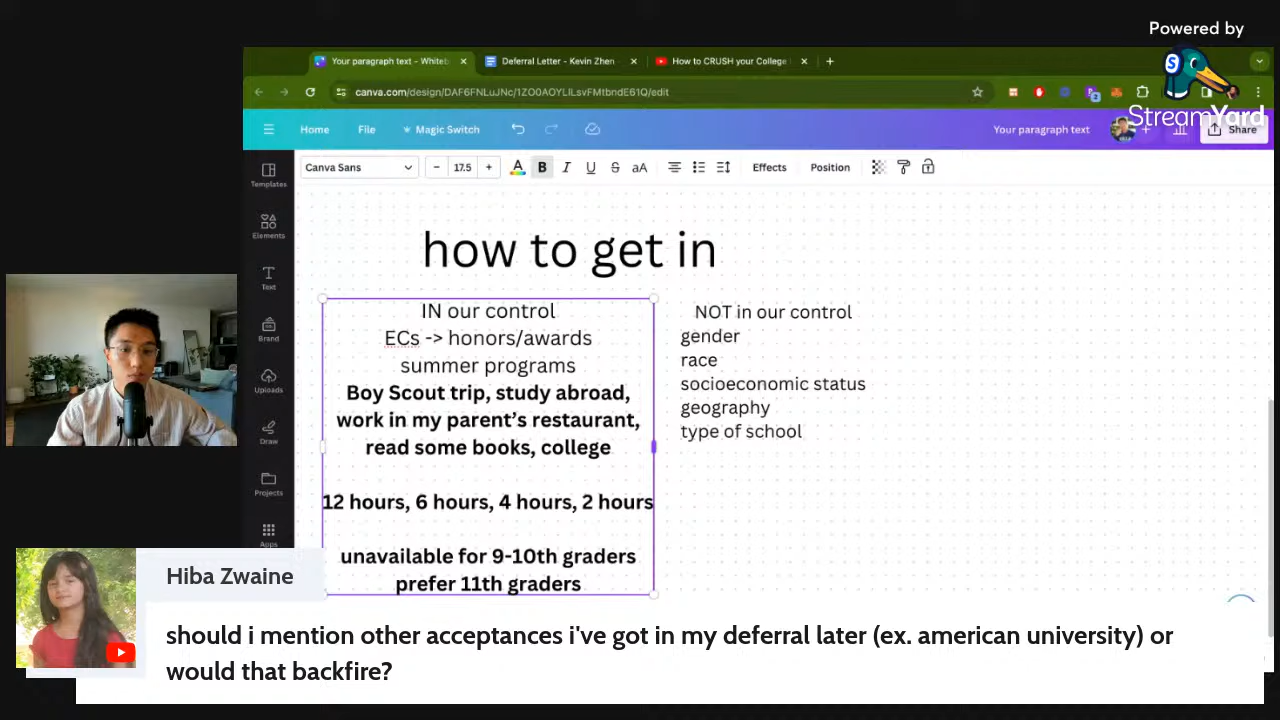 Powered by
StreamYard
Your paragraph text - Whiteb
Deferral Letter - Kevin Zhen
How to CRUSH your College
canva.com/design/DAF6FNLuJNc/1ZO0AOYLILsvFMtbndE61Q/edit
Home
File
Magic Switch
Your paragraph text
Share
Canva Sans
17.5
A
B
I
U
S
aA
Effects
Position
Templates
Elements
Text
Brand
Uploads
Draw
Projects
Apps
how to get in
IN our control
ECs -> honors/awards
summer programs
Boy Scout trip, study abroad,
work in my parent’s restaurant,
read some books, college
12 hours, 6 hours, 4 hours, 2 hours
unavailable for 9-10th graders
prefer 11th graders
NOT in our control
gender
race
socioeconomic status
geography
type of school
Hiba Zwaine
should i mention other acceptances i've got in my deferral later (ex. american university) or
would that backfire?